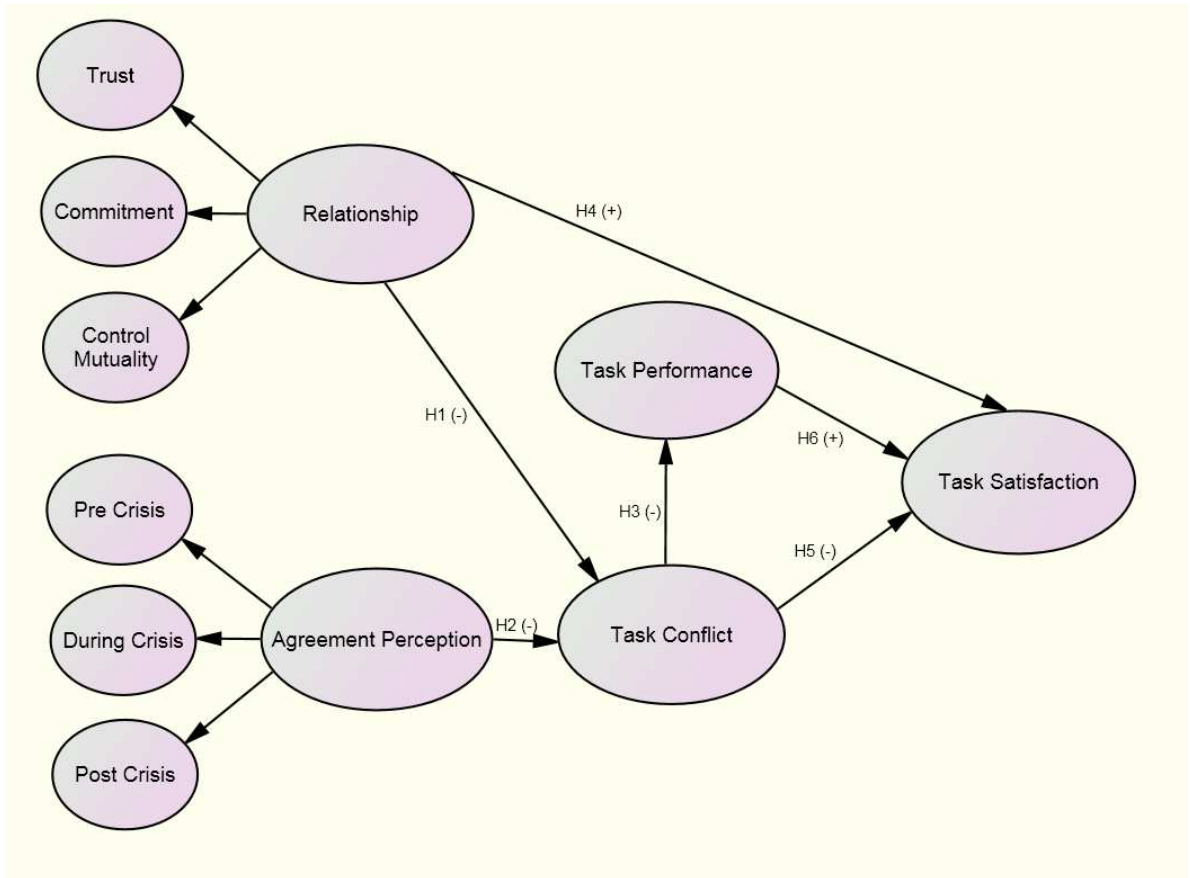 Trust
Commitment
Relationship
H4 (+)
Control
Mutuality
Task Performance
H1 (-)
H6 (+)
Task Satisfaction
Pre Crisis
H3 (-)
H5 (-)
During Crisis
Agreement Perception
H2 (-)
Task Conflict
Post Crisis